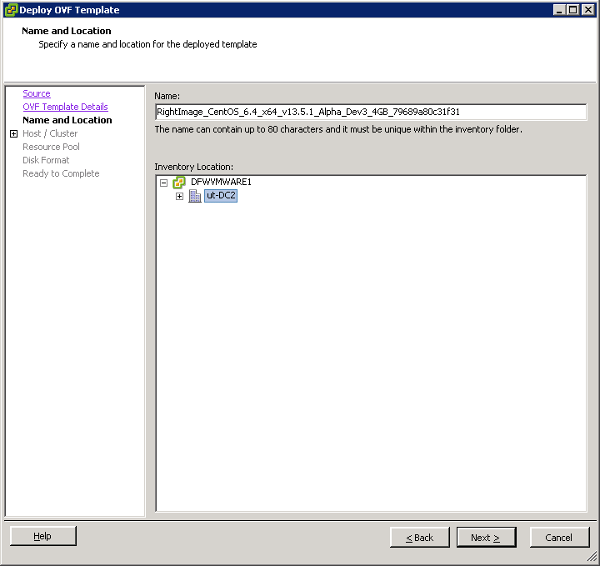 Deploy OVF Template
Name and Location
Specify a name and location for the deployed template
Source
OVF Template Details
Name and Location
Host / Cluster
Resource Pool
Disk Format
Ready to Complete
Name:
RightImage_CentOS_6.4_x64_v13.5.1_Alpha_Dev3_4GB_79689a80c31f31
The name can contain up to 80 characters and it must be unique within the inventory folder.
Inventory Location:
DFWVMWARE1
ut-DC2
Help
< Back
Next >
Cancel